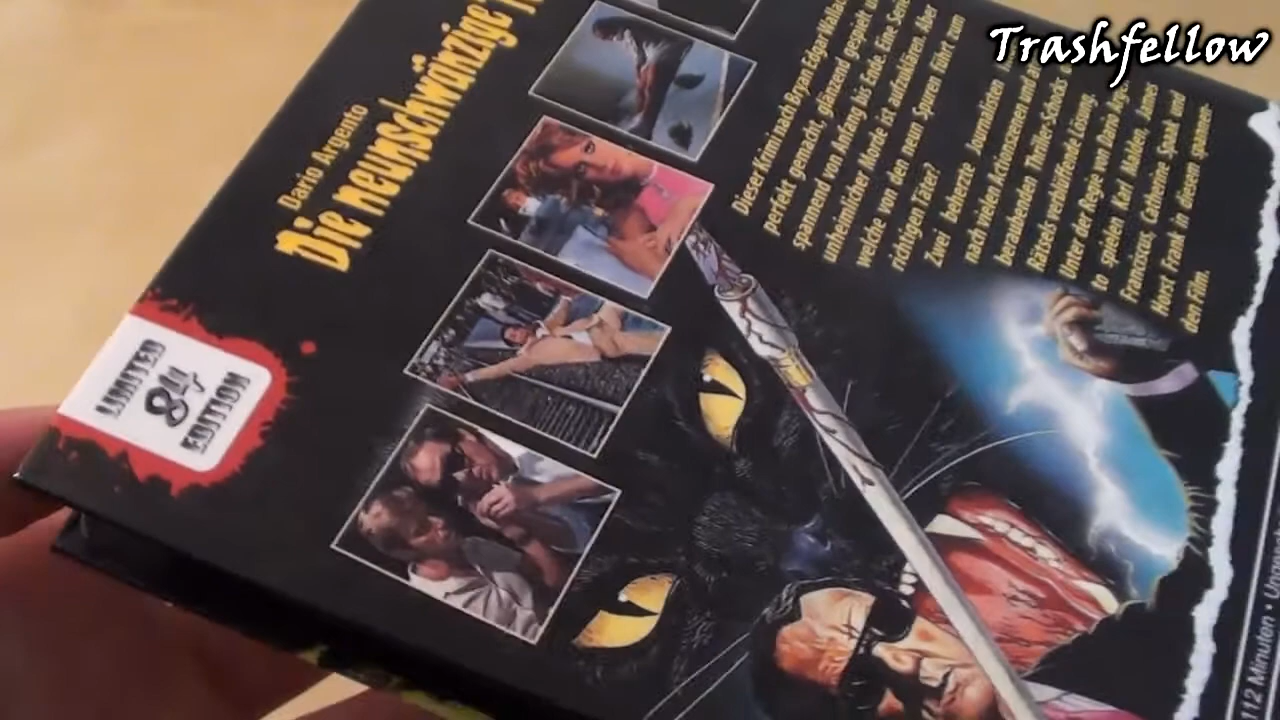 Trashfellow
Dario Argento
Die neunschwänzige
LIMITED
84
EDITION
Dieser Krimi nach Bryan Edgar Wallace
perfekt gemacht, glänzend gespielt
spannend von Anfang bis Ende. Eine Serie
unheimlicher Morde ist aufzuklären. Aber
welche von den neun Spuren führt zum
richtigen Täter?
Zwei beherzte Journalisten
nach vielen Actionszenen und
beraubenden Thriller-Schocks
Rätsels verblüffende Lösung.
Unter der Regie von Dario Argen-
to spielen Karl Malden, James
Franciscus, Catherine Spaak und
Horst Frank in diesem spannen-
den Film.
112 Minuten •